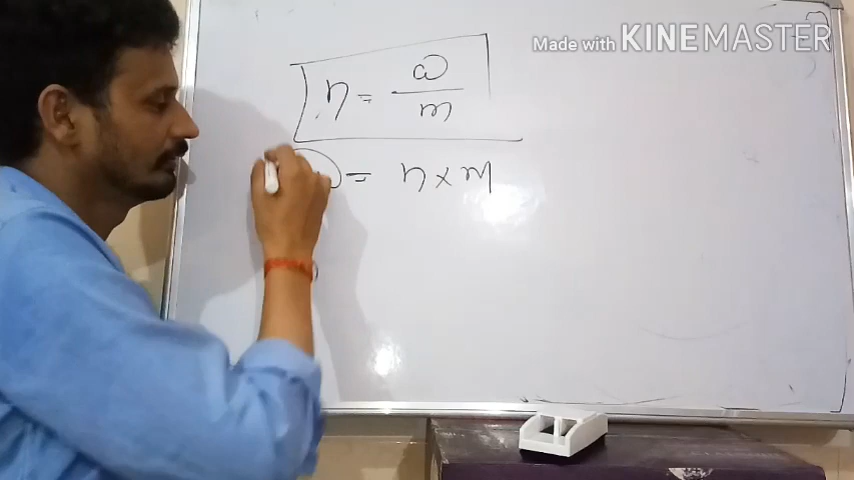 Made with KINEMASTER
n = ω/m
= n × m